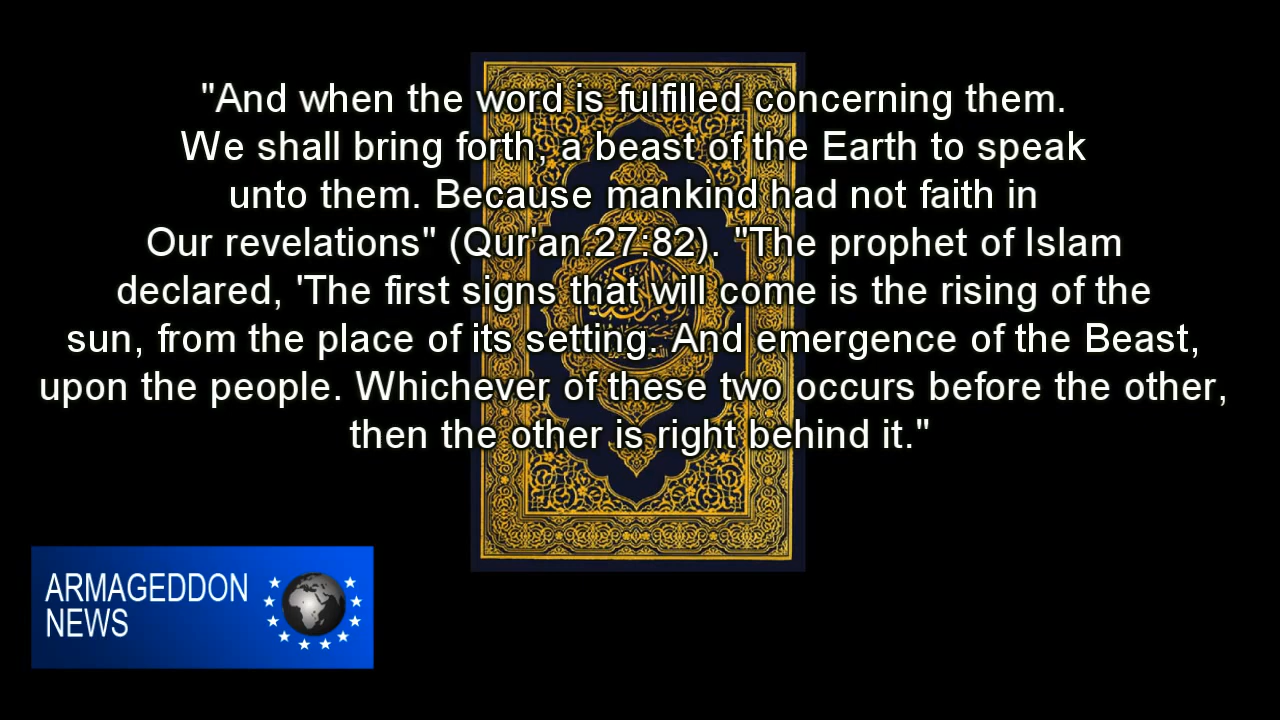 "And when the word is fulfilled concerning them.
We shall bring forth, a beast of the Earth to speak
unto them. Because mankind had not faith in
Our revelations" (Qur'an.27:82). "The prophet of Islam
declared, 'The first signs that will come is the rising of the
sun, from the place of its setting. And emergence of the Beast,
upon the people. Whichever of these two occurs before the other,
then the other is right behind it."
ARMAGEDDON
NEWS